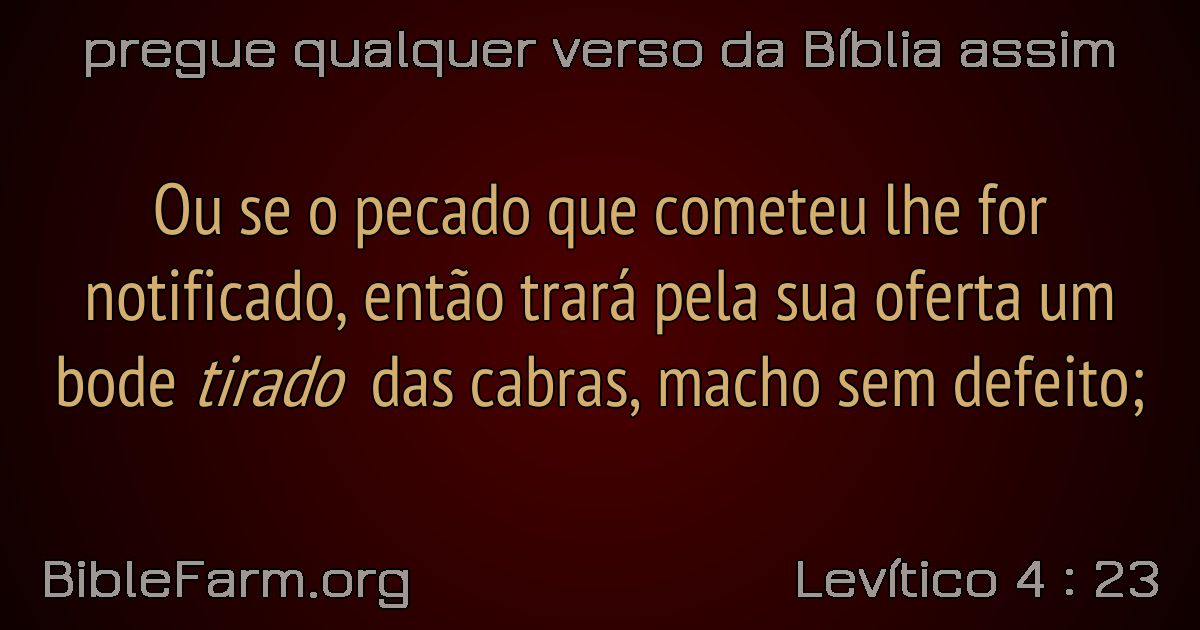 pregue qualquer verso da Bíblia assim
Ou se o pecado que cometeu lhe for
notificado, então trará pela sua oferta um
bode tirado das cabras, macho sem defeito;
BibleFarm.org
Levítico 4 : 23